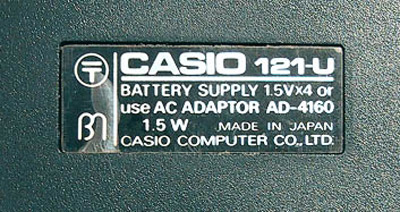 CASIO 121-U
BATTERY SUPPLY 1.5V×4 or
use AC ADAPTOR AD-4160
1.5W MADE IN JAPAN
CASIO COMPUTER CO., LTD.